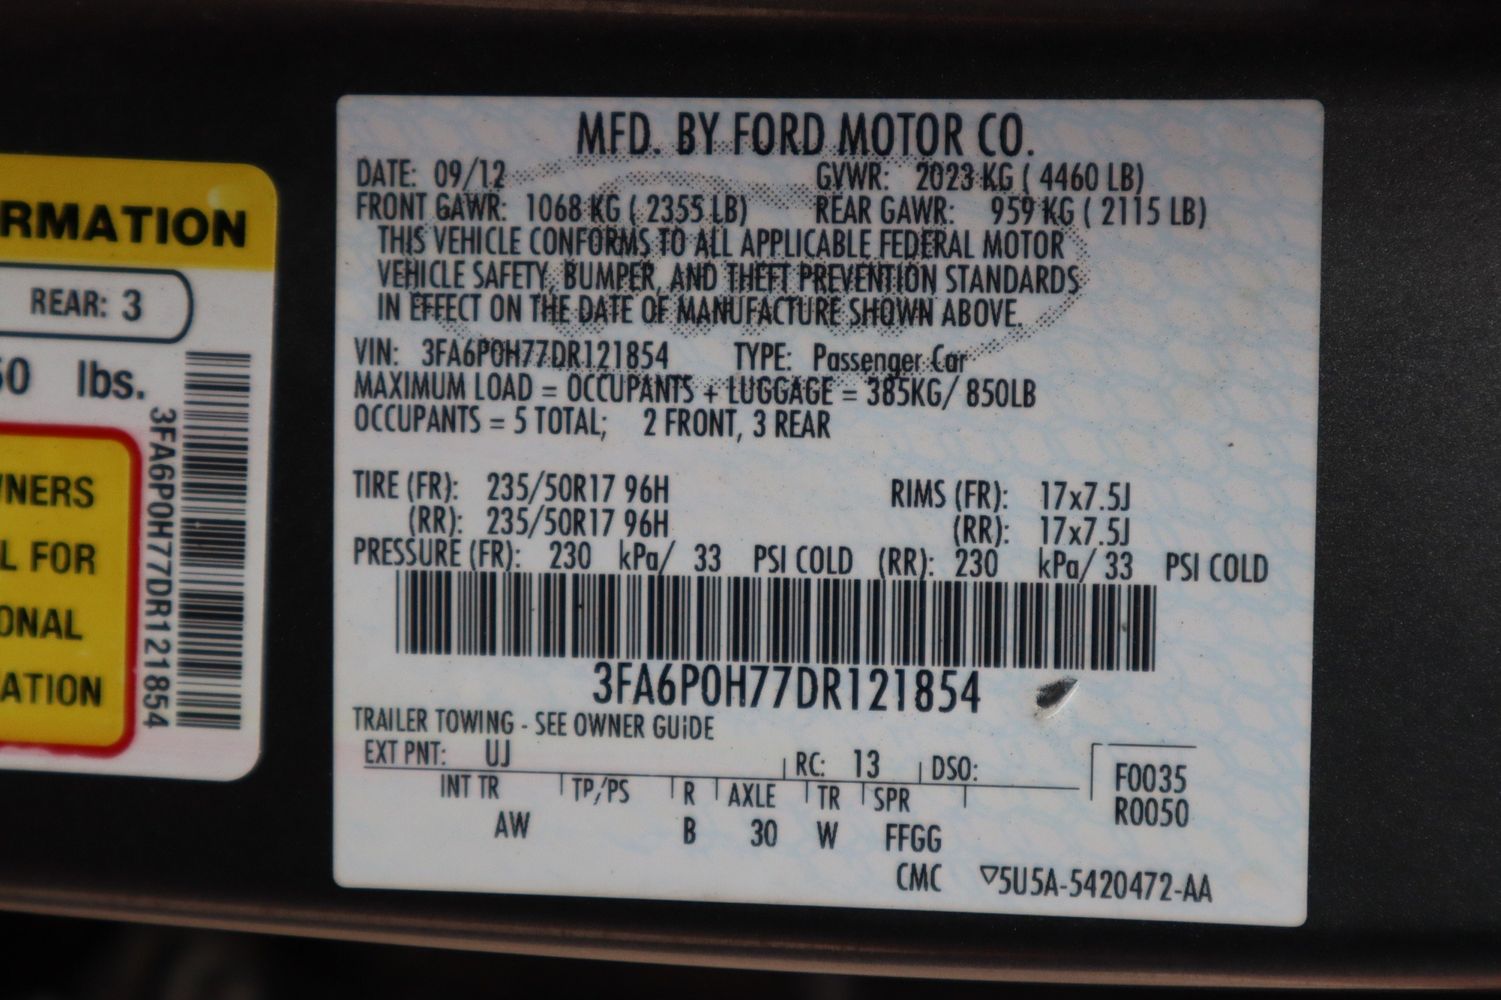 RMATION
REAR: 3
50 lbs.
NERS
L FOR
ONAL
ATION
3FA6P0H77DR121854
MFD. BY FORD MOTOR CO.
DATE: 09/12 GVWR: 2023 KG ( 4460 LB)
FRONT GAWR: 1068 KG ( 2355 LB) REAR GAWR: 959 KG ( 2115 LB)
THIS VEHICLE CONFORMS TO ALL APPLICABLE FEDERAL MOTOR
VEHICLE SAFETY, BUMPER, AND THEFT PREVENTION STANDARDS
IN EFFECT ON THE DATE OF MANUFACTURE SHOWN ABOVE.
VIN: 3FA6P0H77DR121854 TYPE: Passenger Car
MAXIMUM LOAD = OCCUPANTS + LUGGAGE = 385KG/ 850LB
OCCUPANTS = 5 TOTAL; 2 FRONT, 3 REAR
TIRE (FR): 235/50R17 96H RIMS (FR): 17x7.5J
(RR): 235/50R17 96H (RR): 17x7.5J
PRESSURE (FR): 230 kPa/ 33 PSI COLD (RR): 230 kPa/ 33 PSI COLD
3FA6P0H77DR121854
TRAILER TOWING - SEE OWNER GUiDE
EXT PNT: UJ RC: 13 DSO:
F0035
R0050
INT TR TP/PS R AXLE TR SPR
AW B 30 W FFGG
CMC ▽5U5A-5420472-AA